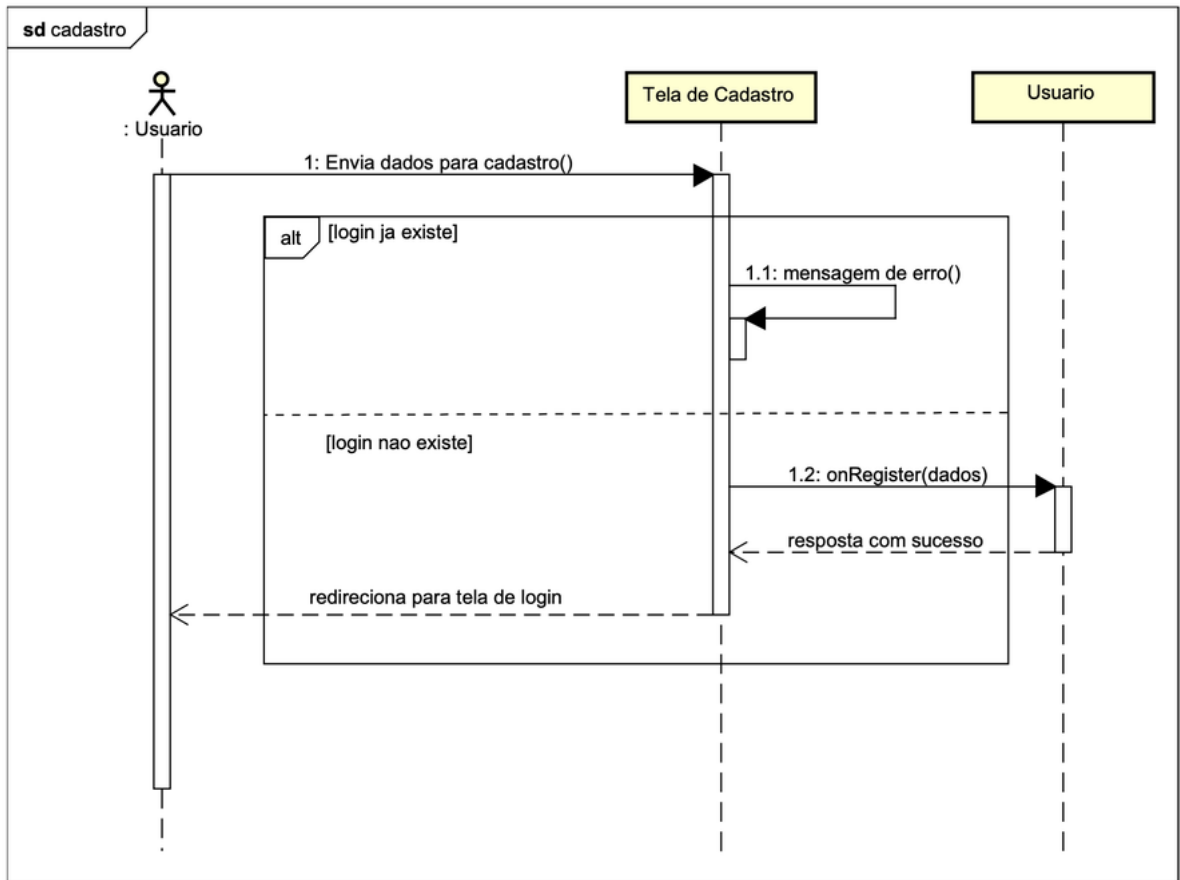 sd cadastro
: Usuario
Tela de Cadastro
Usuario
1: Envia dados para cadastro()
alt
[login ja existe]
1.1: mensagem de erro()
[login nao existe]
1.2: onRegister(dados)
resposta com sucesso
redireciona para tela de login